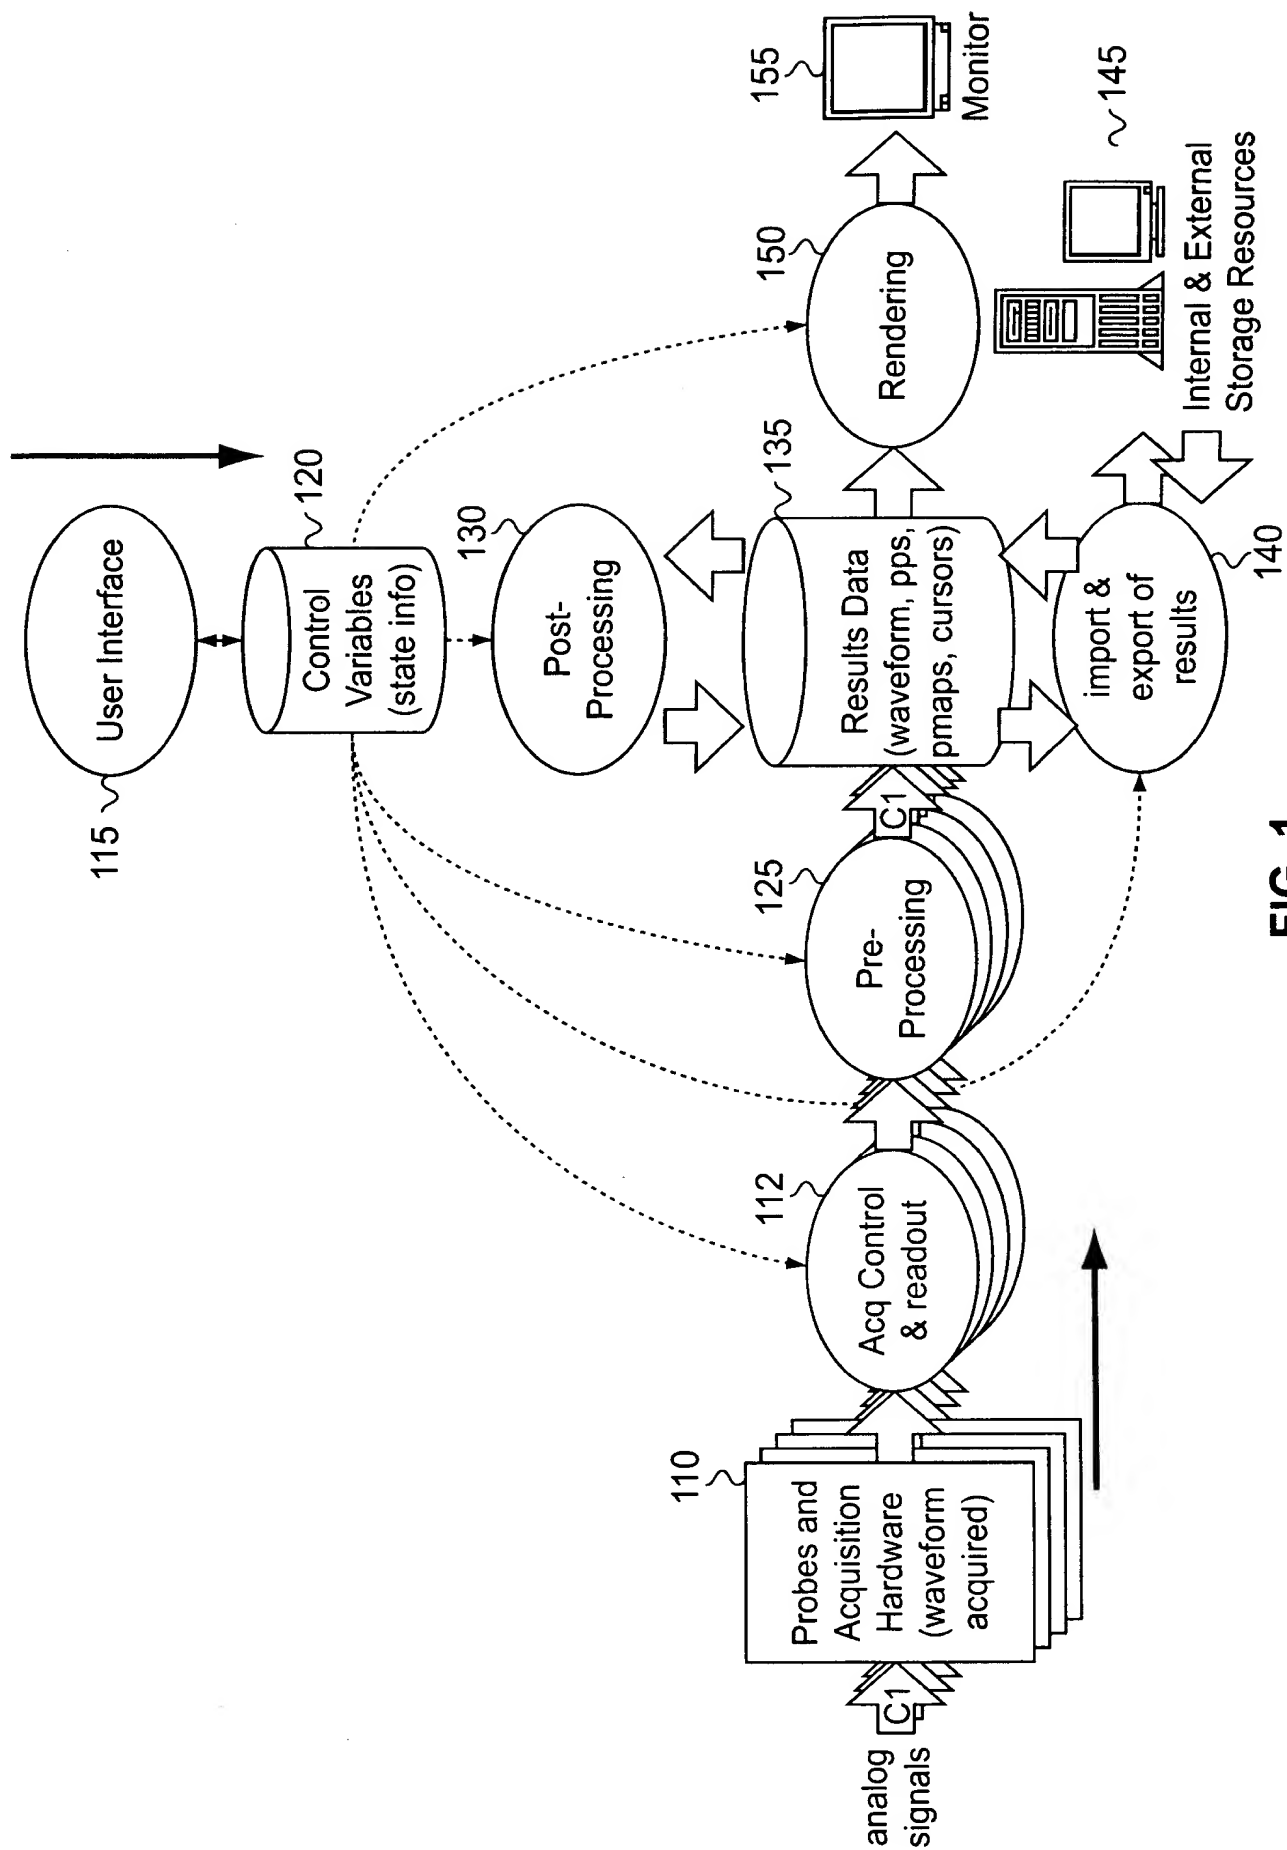 115
User Interface
120
Control
Variables
(state info)
130
Post-
Processing
analog
signals
C1
110
Probes and
Acquisition
Hardware
(waveform
acquired)
112
Acq Control
& readout
125
Pre-
Processing
C1
135
Results Data
(waveform, pps,
pmaps, cursors)
150
Rendering
155
Monitor
140
import &
export of
results
145
Internal & External
Storage Resources
FIG. 1